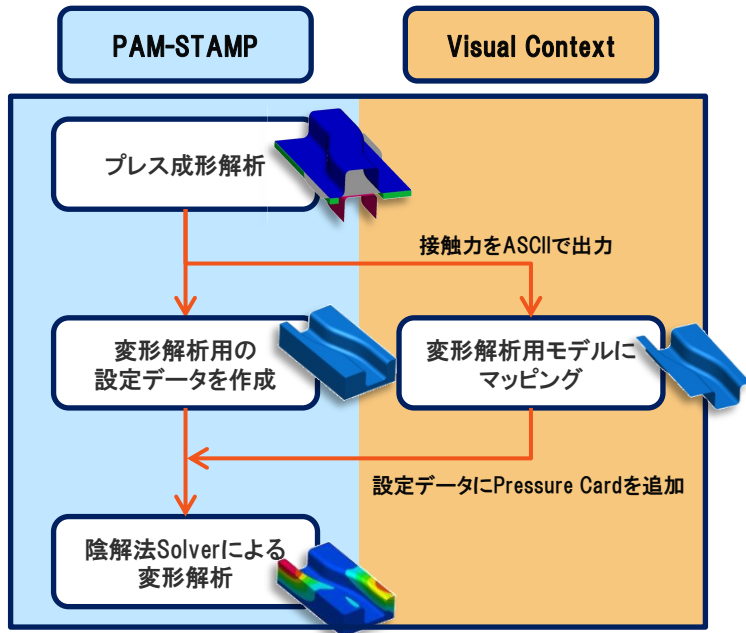 PAM-STAMP
Visual Context
プレス成形解析
接触力をASCIIで出力
変形解析用の
設定データを作成
変形解析用モデルに
マッピング
設定データにPressure Cardを追加
陰解法Solverによる
変形解析